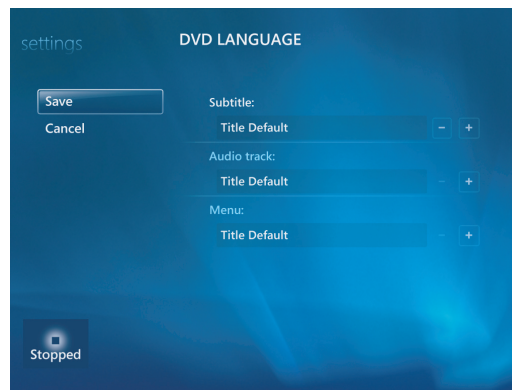 settings
DVD LANGUAGE
Save
Cancel
Subtitle:
Title Default
- +
Audio track:
Title Default
- +
Menu:
Title Default
- +
Stopped